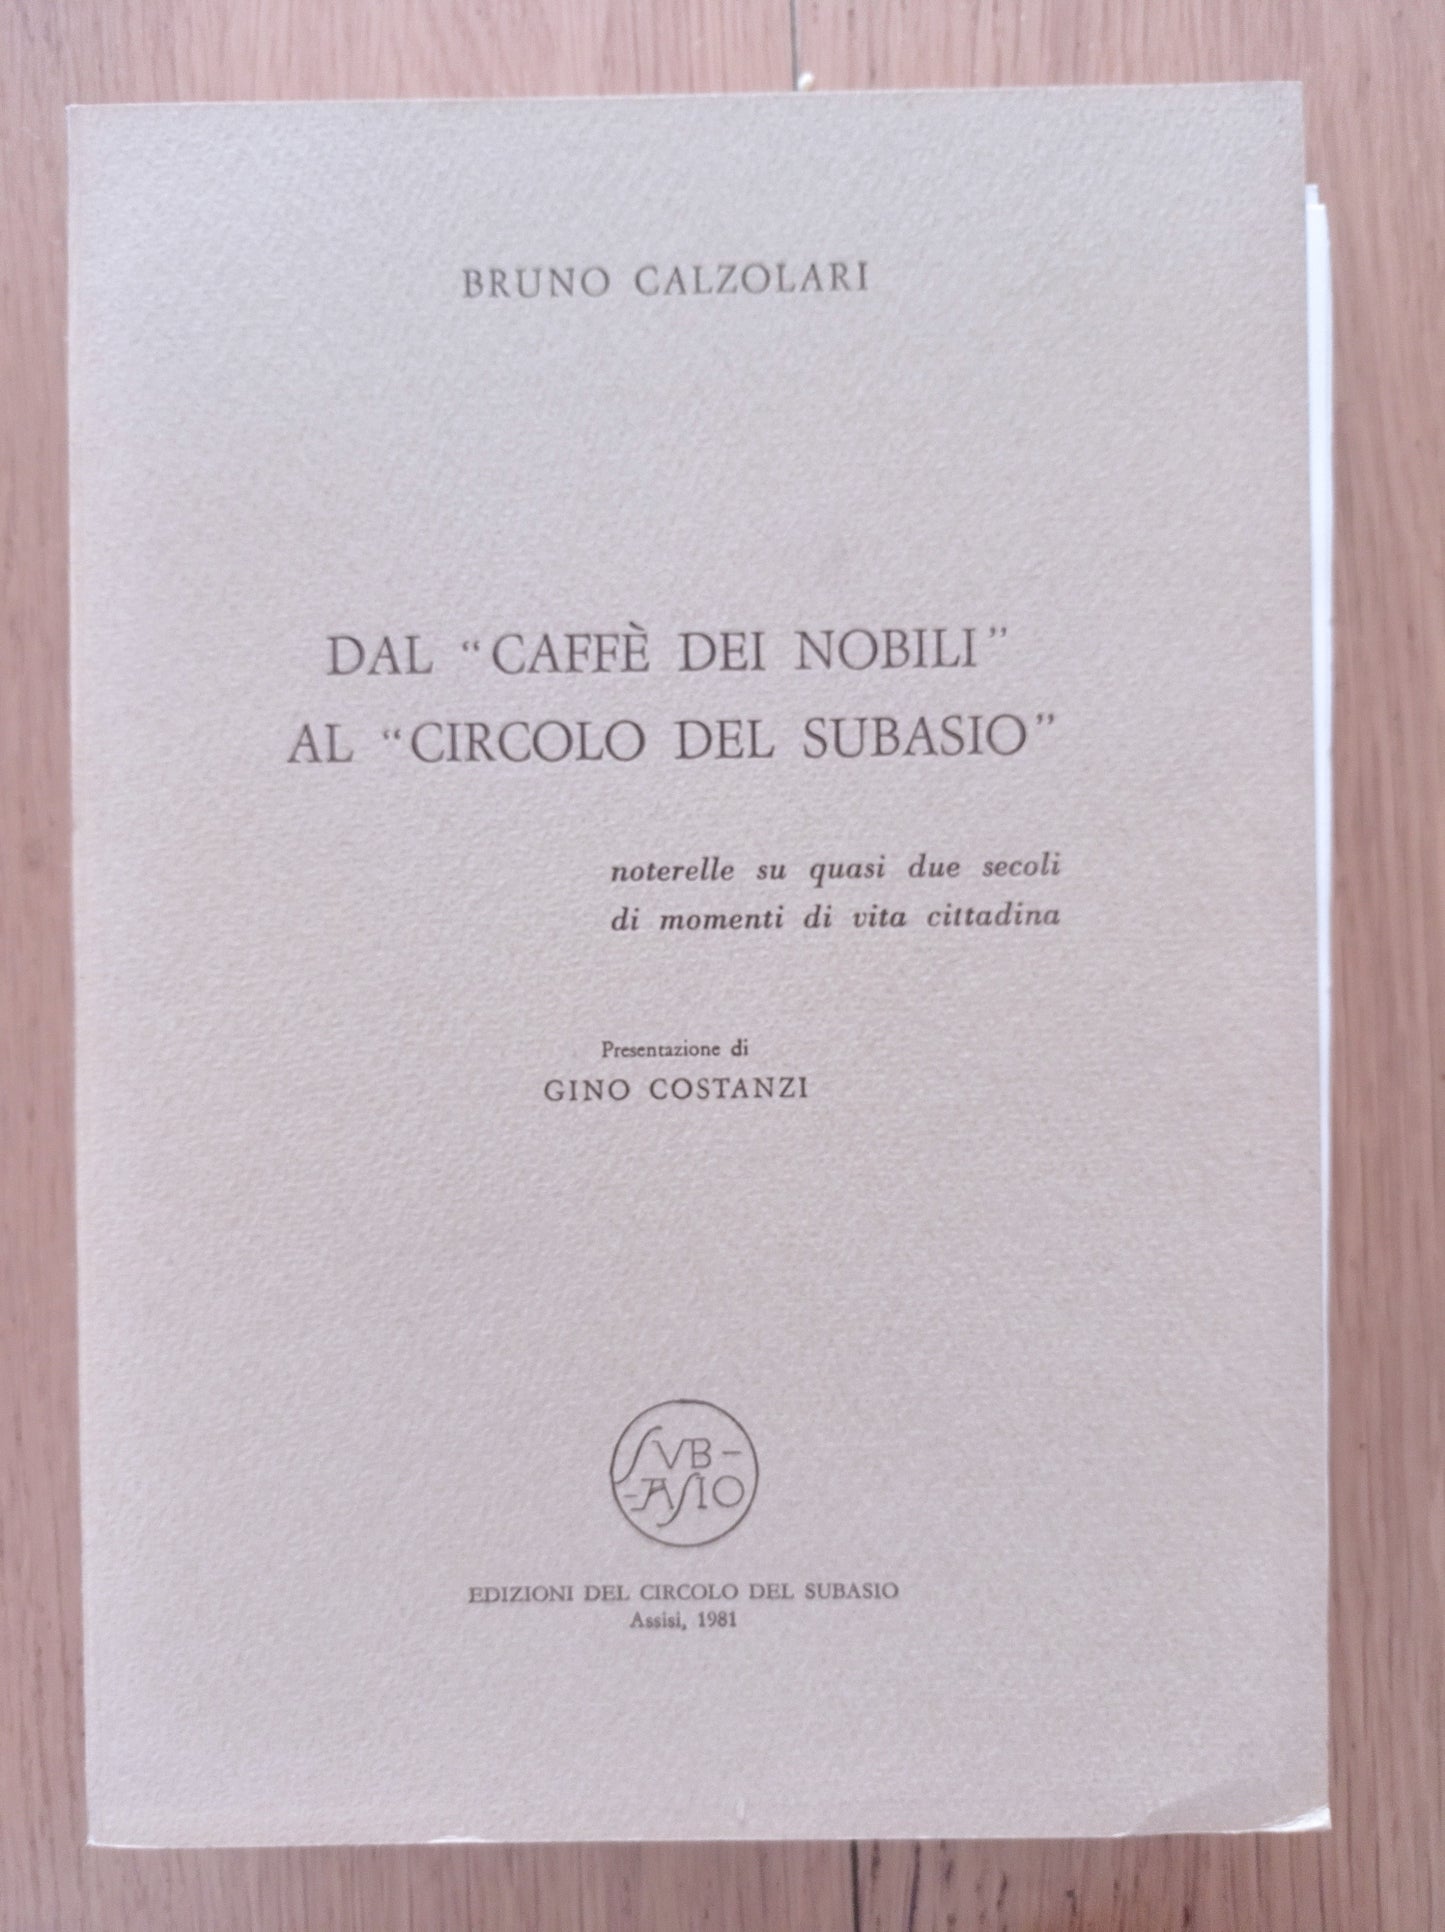 BRUNO CALZOLARI
DAL “CAFFÈ DEI NOBILI”
AL “CIRCOLO DEL SUBASIO”
noterelle su quasi due secoli
di momenti di vita cittadina
Presentazione di
GINO COSTANZI
SVB-
-ASIO
EDIZIONI DEL CIRCOLO DEL SUBASIO
Assisi, 1981